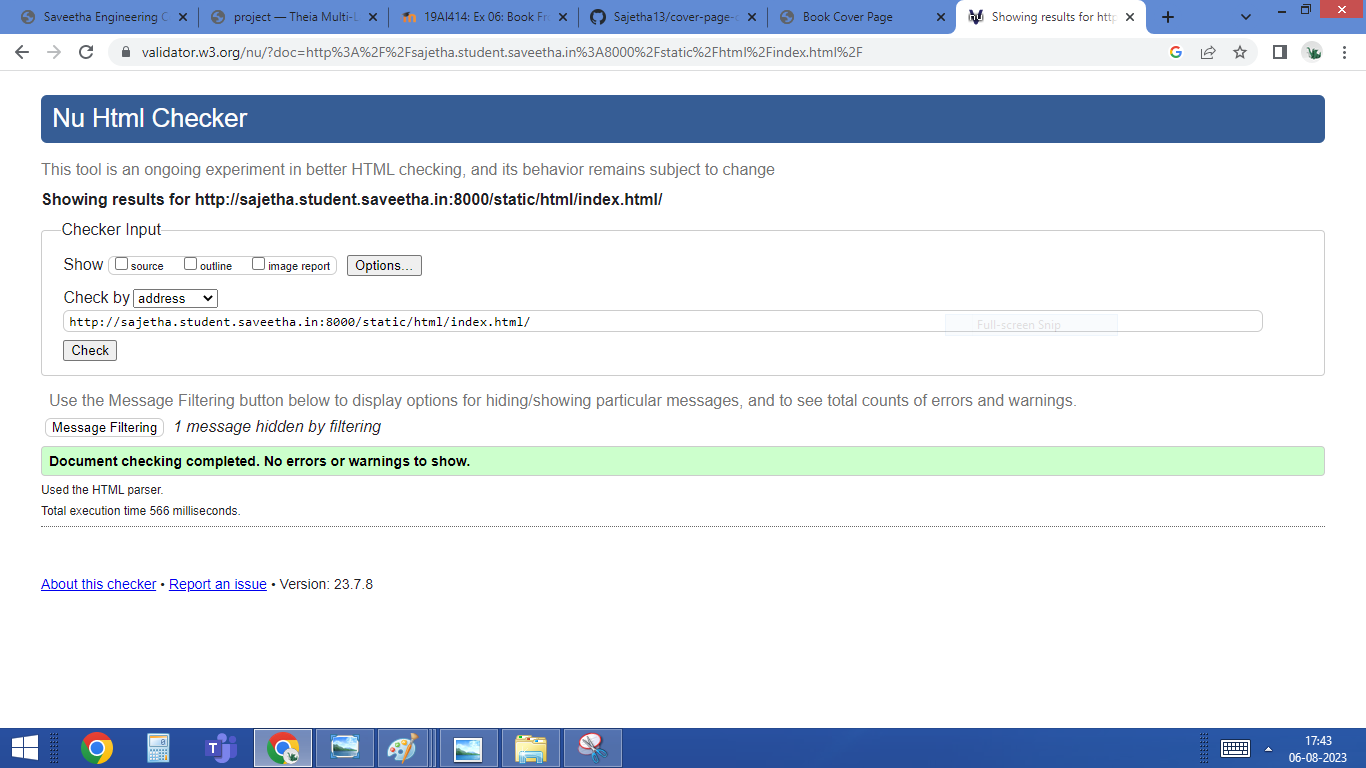 Saveetha Engineering C
project — Theia Multi-L
19AI414: Ex 06: Book Fr
Sajetha13/cover-page-
Book Cover Page
Showing results for http
validator.w3.org/nu/?doc=http%3A%2F%2Fsajetha.student.saveetha.in%3A8000%2Fstatic%2Fhtml%2Findex.html%2F
Nu Html Checker
This tool is an ongoing experiment in better HTML checking, and its behavior remains subject to change
Showing results for http://sajetha.student.saveetha.in:8000/static/html/index.html/
Checker Input
Show source outline image report Options...
Check by address
http://sajetha.student.saveetha.in:8000/static/html/index.html/
Full-screen Snip
Check
Use the Message Filtering button below to display options for hiding/showing particular messages, and to see total counts of errors and warnings.
Message Filtering 1 message hidden by filtering
Document checking completed. No errors or warnings to show.
Used the HTML parser.
Total execution time 566 milliseconds.
About this checker • Report an issue • Version: 23.7.8
17:43
06-08-2023